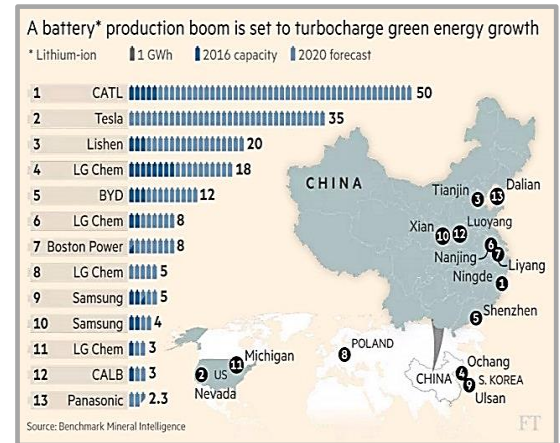 A battery* production boom is set to turbocharge green energy growth
* Lithium-ion 1 GWh 2016 capacity 2020 forecast
1 CATL 50
2 Tesla 35
3 Lishen 20
4 LG Chem 18
5 BYD 12
6 LG Chem 8
7 Boston Power 8
8 LG Chem 5
9 Samsung 5
10 Samsung 4
11 LG Chem 3
12 CALB 3
13 Panasonic 2.3
CHINA
Tianjin 3 13 Dalian
Xian 10 12 Luoyang
Nanjing 6 7 Liyang
Ningde 1
5 Shenzhen
2 US 11 Michigan
Nevada
8 POLAND
CHINA
Ochang 4
S. KOREA
9 Ulsan
Source: Benchmark Mineral Intelligence
FT